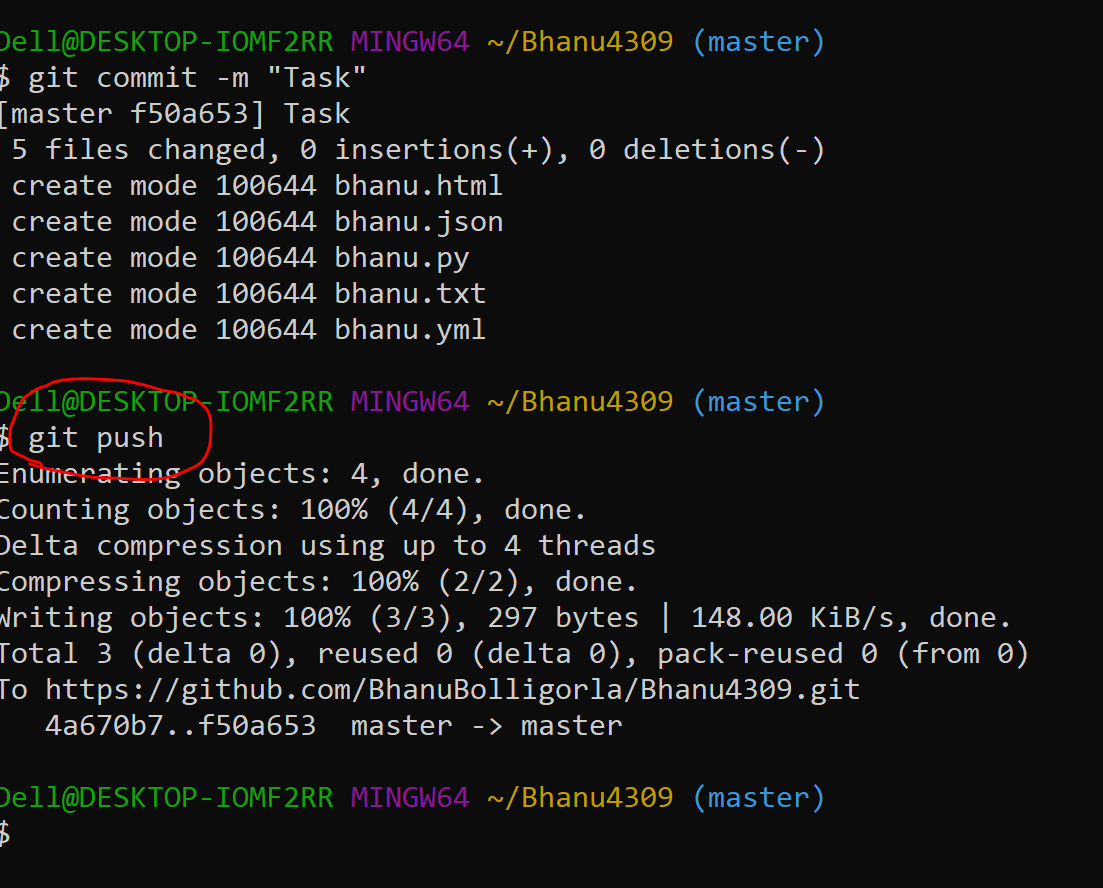 Dell@DESKTOP-IOMF2RR MINGW64 ~/Bhanu4309 (master)
$ git commit -m "Task"
[master f50a653] Task
 5 files changed, 0 insertions(+), 0 deletions(-)
 create mode 100644 bhanu.html
 create mode 100644 bhanu.json
 create mode 100644 bhanu.py
 create mode 100644 bhanu.txt
 create mode 100644 bhanu.yml
Dell@DESKTOP-IOMF2RR MINGW64 ~/Bhanu4309 (master)
$ git push
Enumerating objects: 4, done.
Counting objects: 100% (4/4), done.
Delta compression using up to 4 threads
Compressing objects: 100% (2/2), done.
Writing objects: 100% (3/3), 297 bytes | 148.00 KiB/s, done.
Total 3 (delta 0), reused 0 (delta 0), pack-reused 0 (from 0)
To https://github.com/BhanuBolligorla/Bhanu4309.git
   4a670b7..f50a653  master -> master
Dell@DESKTOP-IOMF2RR MINGW64 ~/Bhanu4309 (master)
$